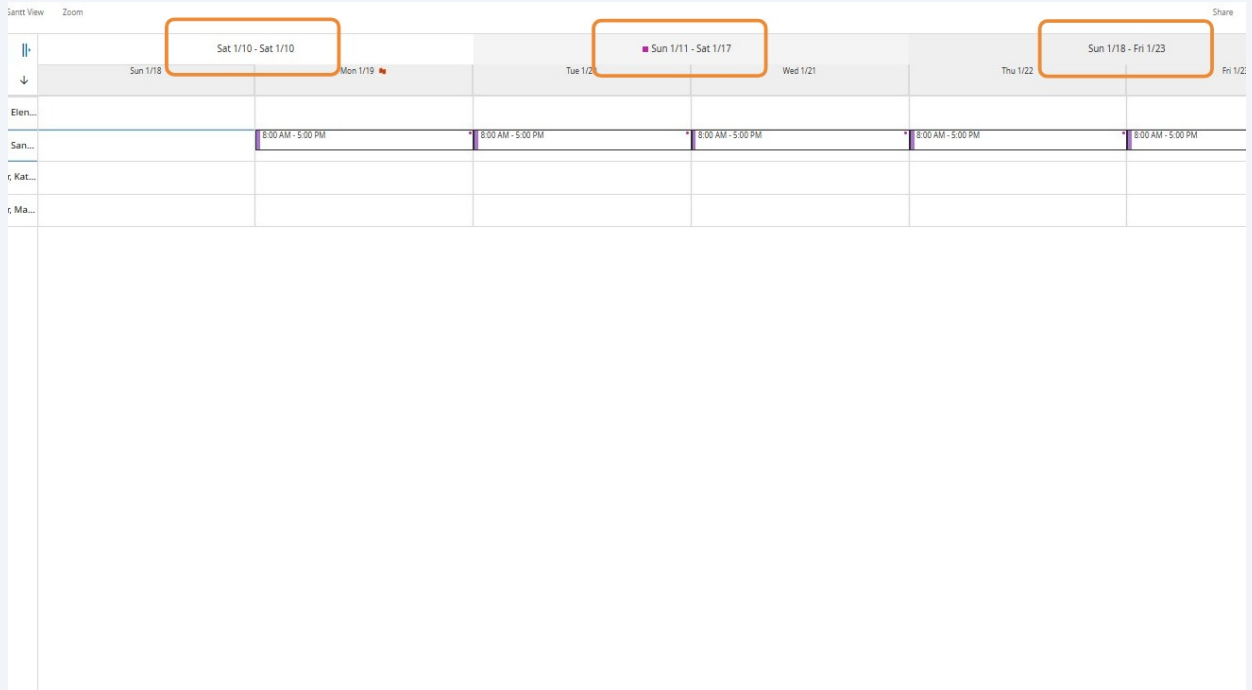 Gantt View Zoom Share
Sat 1/10 - Sat 1/10 Sun 1/11 - Sat 1/17 Sun 1/18 - Fri 1/23
Sun 1/18 Mon 1/19 Tue 1/2 Wed 1/21 Thu 1/22 Fri 1/23
Elen...
San... 8:00 AM - 5:00 PM 8:00 AM - 5:00 PM 8:00 AM - 5:00 PM 8:00 AM - 5:00 PM 8:00 AM - 5:00 PM
r, Kat...
r, Ma...